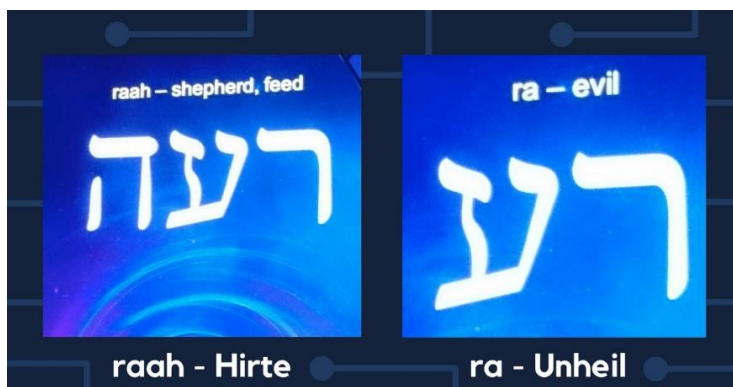 raah – shepherd, feed
רעה
raah - Hirte
ra – evil
רע
ra - Unheil